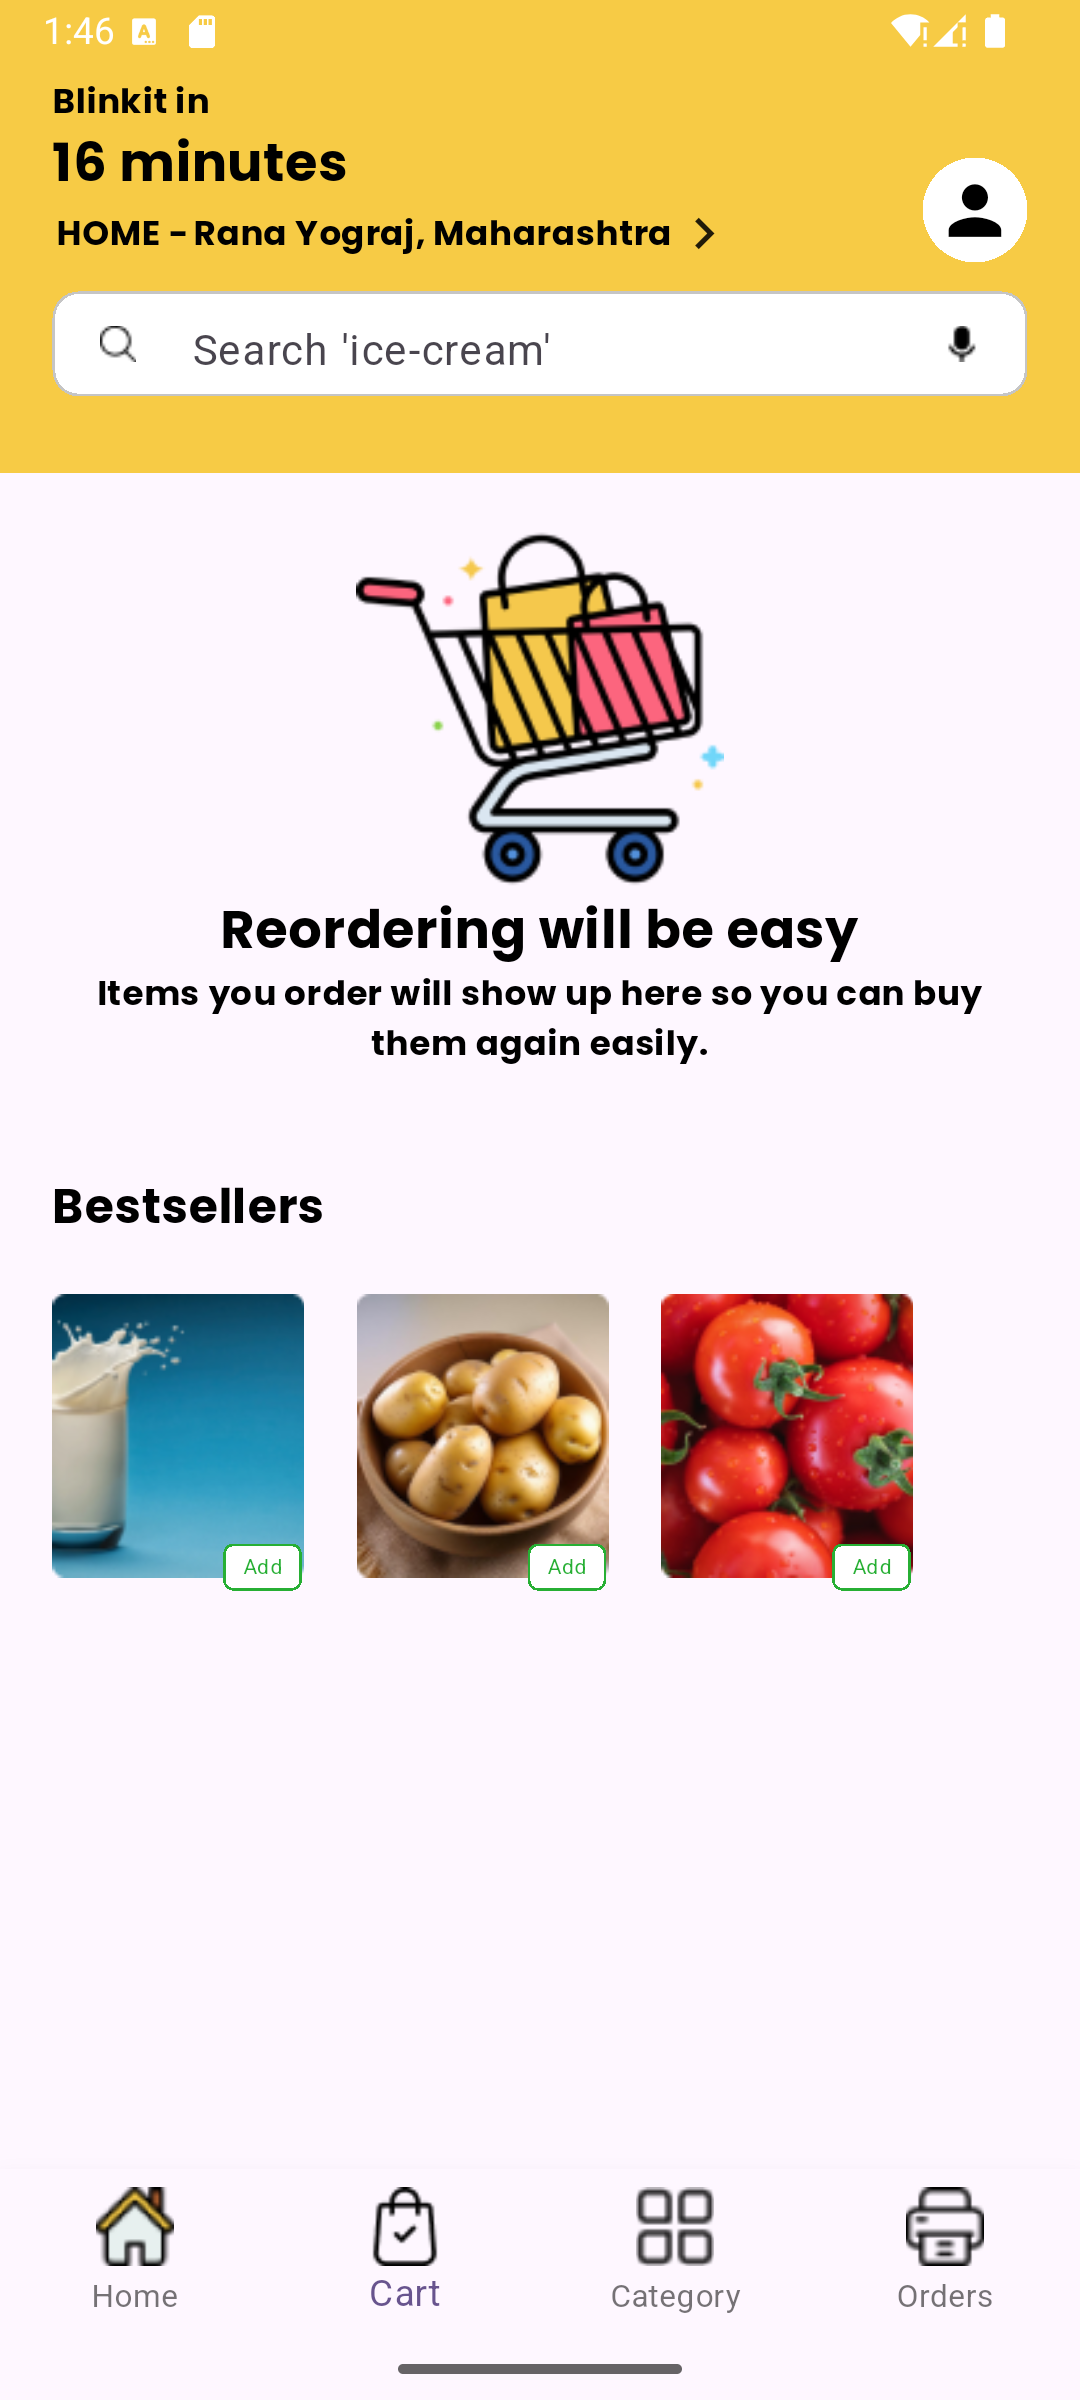 1:46
Blinkit in
16 minutes
HOME - Rana Yograj, Maharashtra
Search 'ice-cream'
Reordering will be easy
Items you order will show up here so you can buy
them again easily.
Bestsellers
Add
Add
Add
Home
Cart
Category
Orders